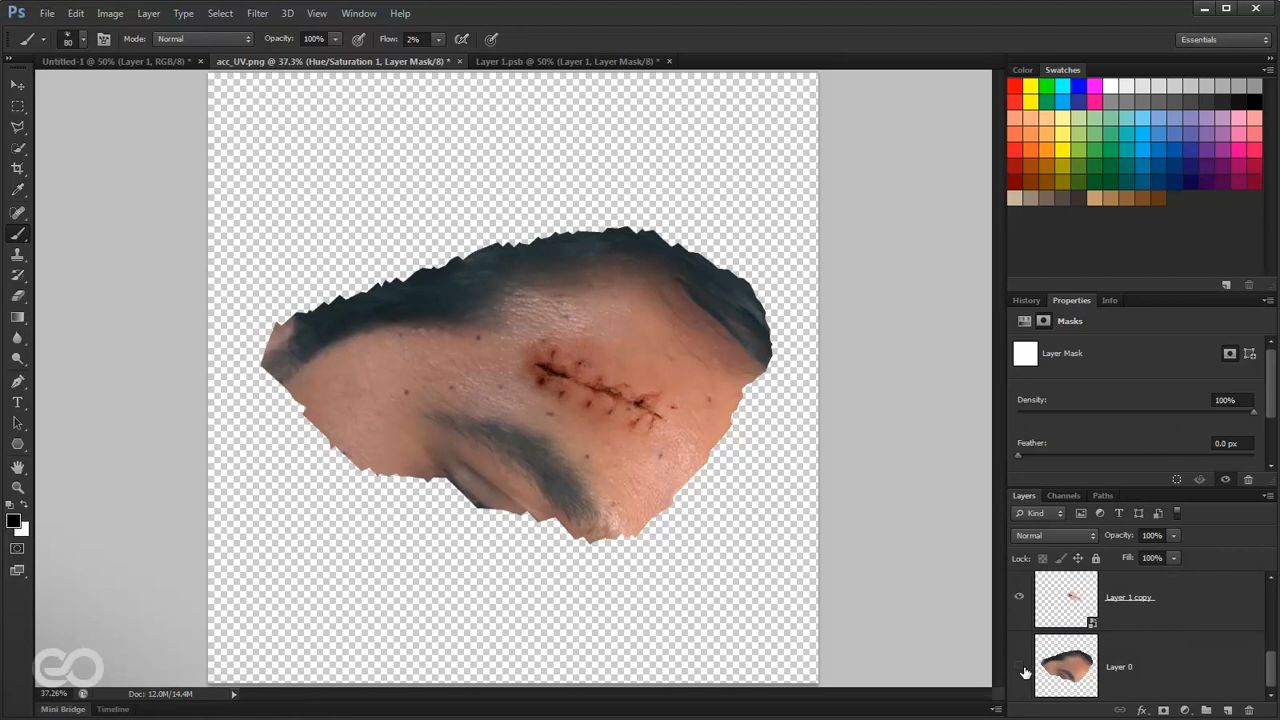 Ps File Edit Image Layer Type Select Filter 3D View Window Help
80 Mode: Normal Opacity: 100% Flow: 2% Essentials
Untitled-1 @ 50% (Layer 1, RGB/8) * × acc_UV.png @ 37.3% (Hue/Saturation 1, Layer Mask/8) * × Layer 1.psb @ 50% (Layer 1, Layer Mask/8) * ×
Color Swatches
History Properties Info
Masks
Layer Mask
Density: 100%
Feather: 0.0 px
Layers Channels Paths
Kind
Normal Opacity: 100%
Lock: Fill: 100%
Layer 1 copy
Layer 0
eo
37.26% Doc: 12.0M/14.4M
Mini Bridge Timeline